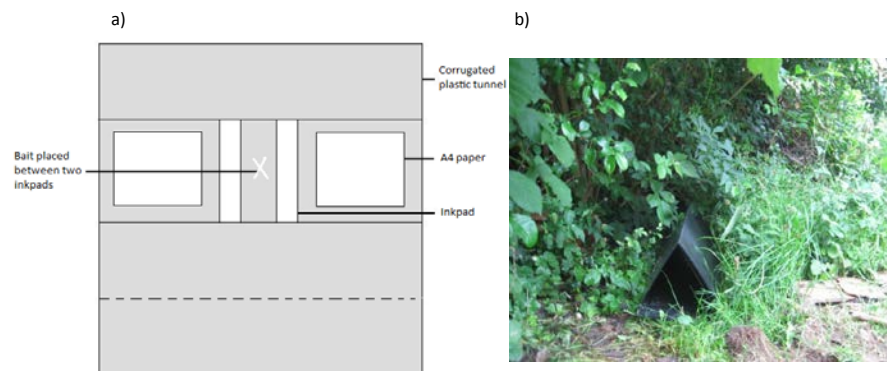 a)
b)
Corrugated
plastic tunnel
Bait placed
between two
inkpads
A4 paper
X
Inkpad